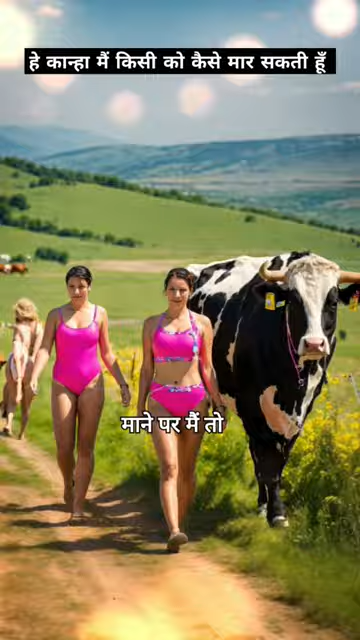 हे कान्हा मैं किसी को कैसे मार सकती हूँ
माने पर मैं तो